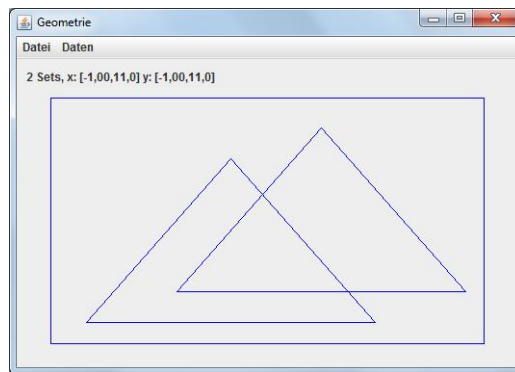 Geometrie
Datei Daten
2 Sets, x: [-1,00,11,0] y: [-1,00,11,0]